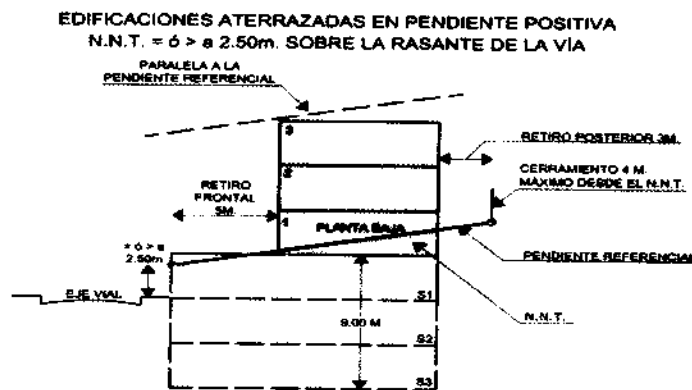 EDIFICACIONES ATERRAZADAS EN PENDIENTE POSITIVA
N.N.T. = ó > a 2.50m. SOBRE LA RASANTE DE LA VÍA
PARALELA A LA
PENDIENTE REFERENCIAL
3
RETIRO POSTERIOR 3M.
2
CERRAMIENTO 4 M.
MÁXIMO DESDE EL N.N.T.
RETIRO
FRONTAL
5M
1
PLANTA BAJA
= ó > a
2.50m
PENDIENTE REFERENCIAL
EJE VIAL
S1
N.N.T.
9.00 M
S2
S3